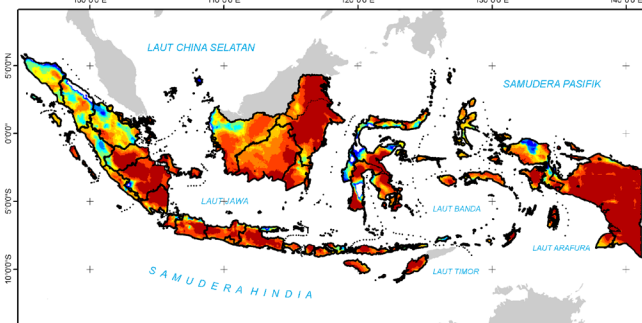 110°0'E
120°0'E
LAUT CHINA SELATAN
5°0'0"N
SAMUDERA PASIFIK
0°0'0"
LAUT JAWA
5°0'0"S
LAUT BANDA
LAUT ARAFURA
10°0'0"S
LAUT TIMOR
SAMUDERA HINDIA